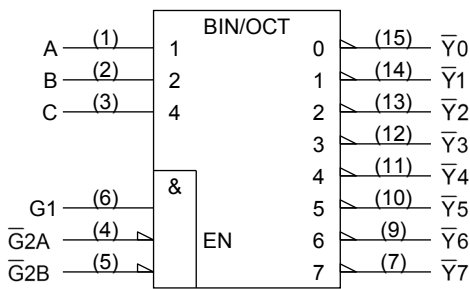 BIN/OCT
A (1) 1 0 (15) Y̅0
B (2) 2 1 (14) Y̅1
C (3) 4 2 (13) Y̅2
3 (12) Y̅3
& 4 (11) Y̅4
G1 (6) 5 (10) Y̅5
G̅2A (4) EN 6 (9) Y̅6
G̅2B (5) 7 (7) Y̅7